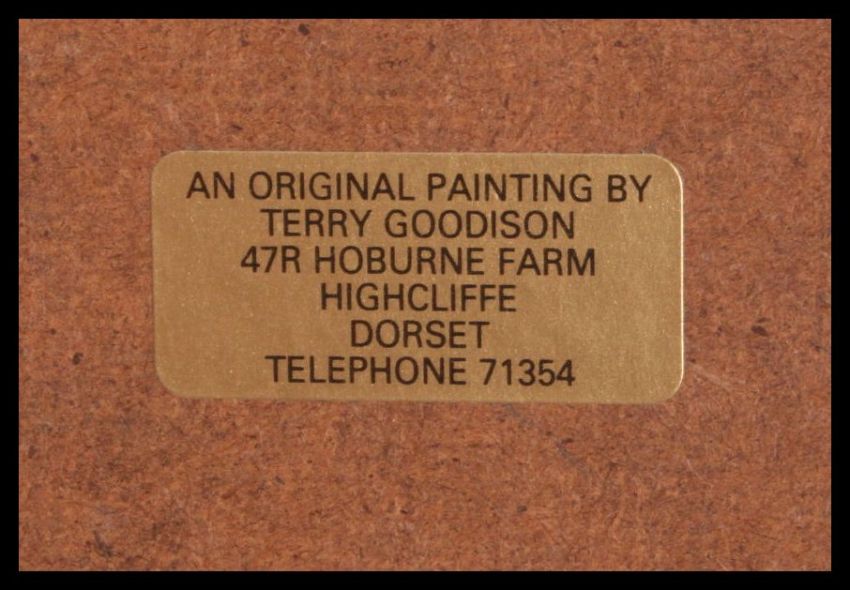 AN ORIGINAL PAINTING BY
TERRY GOODISON
47R HOBURNE FARM
HIGHCLIFFE
DORSET
TELEPHONE 71354